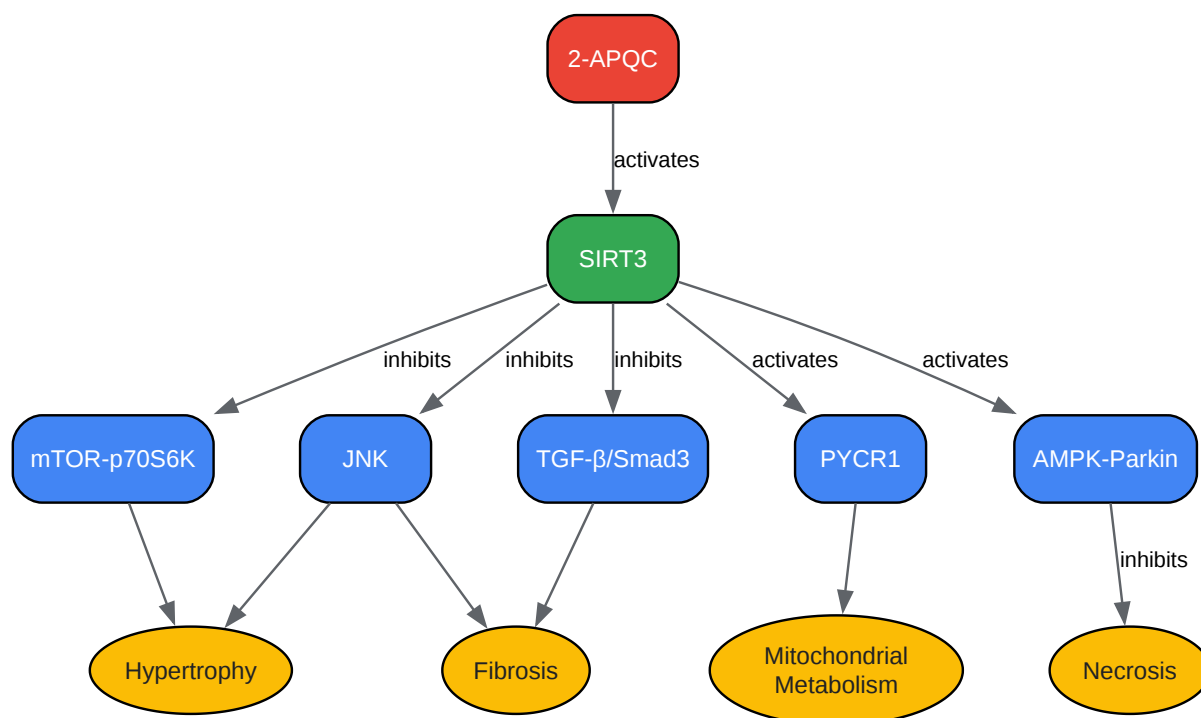 2-APQC
activates
SIRT3
inhibits
inhibits
inhibits
activates
activates
mTOR-p70S6K
JNK
TGF-β/Smad3
PYCR1
AMPK-Parkin
inhibits
Hypertrophy
Fibrosis
Mitochondrial
Metabolism
Necrosis